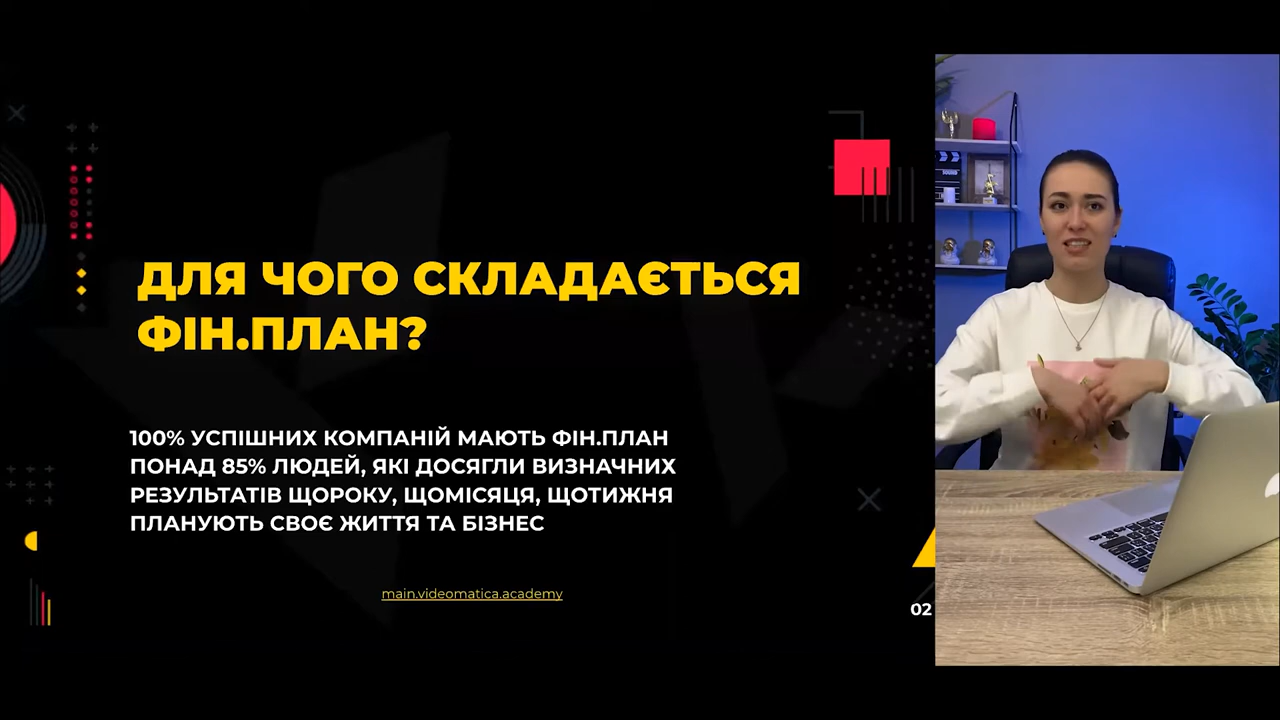 ДЛЯ ЧОГО СКЛАДАЄТЬСЯ
ФІН.ПЛАН?
100% УСПІШНИХ КОМПАНІЙ МАЮТЬ ФІН.ПЛАН
ПОНАД 85% ЛЮДЕЙ, ЯКІ ДОСЯГЛИ ВИЗНАЧНИХ
РЕЗУЛЬТАТІВ ЩОРОКУ, ЩОМІСЯЦЯ, ЩОТИЖНЯ
ПЛАНУЮТЬ СВОЄ ЖИТТЯ ТА БІЗНЕС
main.videomatica.academy
02